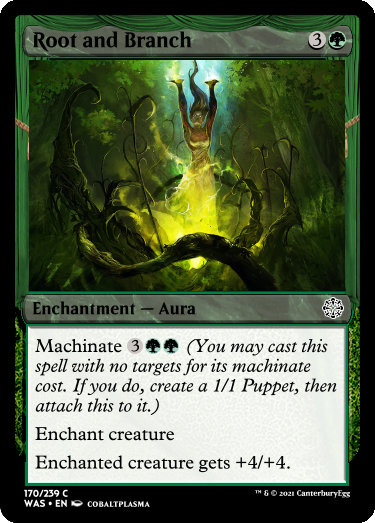 Root and Branch 3
Enchantment — Aura
Machinate 3 (You may cast this
spell with no targets for its machinate
cost. If you do, create a 1/1 Puppet, then
attach this to it.)
Enchant creature
Enchanted creature gets +4/+4.
170/239 C
WAS • EN COBALTPLASMA
™ & © 2021 CanterburyEgg